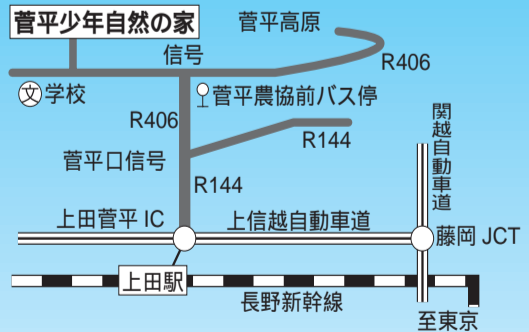 菅平高原
菅平少年自然の家
信号
R406
文 学校
菅平農協前バス停
R406
関越自動車道
R144
菅平口信号
R144
上田菅平 IC
上信越自動車道
藤岡 JCT
上田駅
長野新幹線
至東京